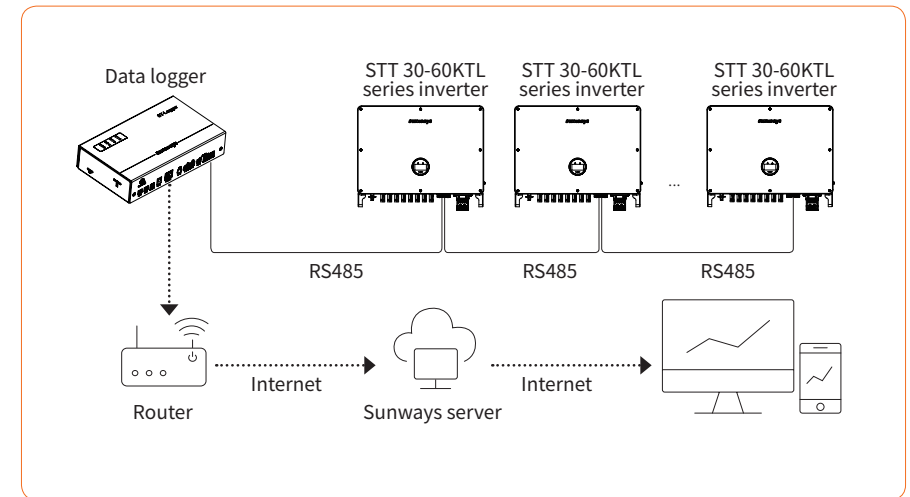 Data logger
STT 30-60KTL
series inverter
STT 30-60KTL
series inverter
STT 30-60KTL
series inverter
...
RS485
RS485
RS485
Internet
Internet
Router
Sunways server